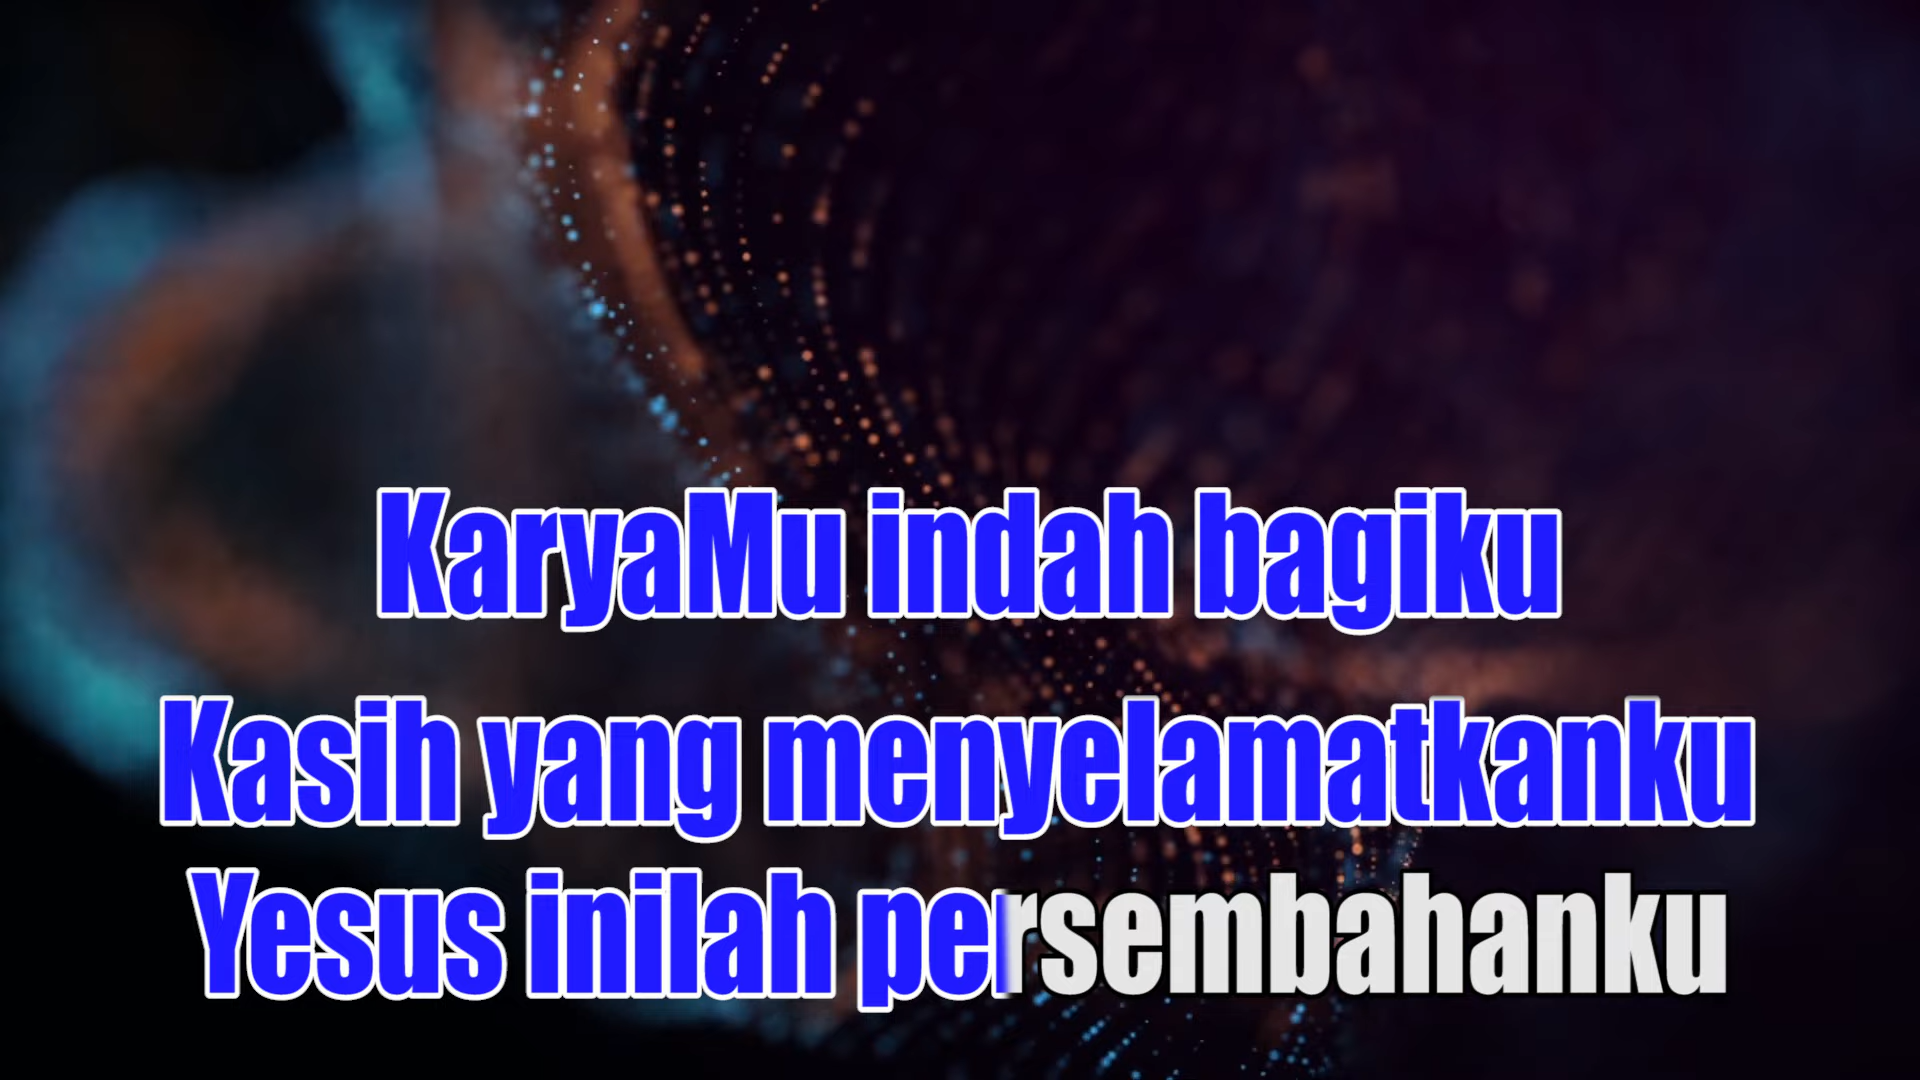 KaryaMu indah bagiku
Kasih yang menyelamatkanku
Yesus inilah persembahanku